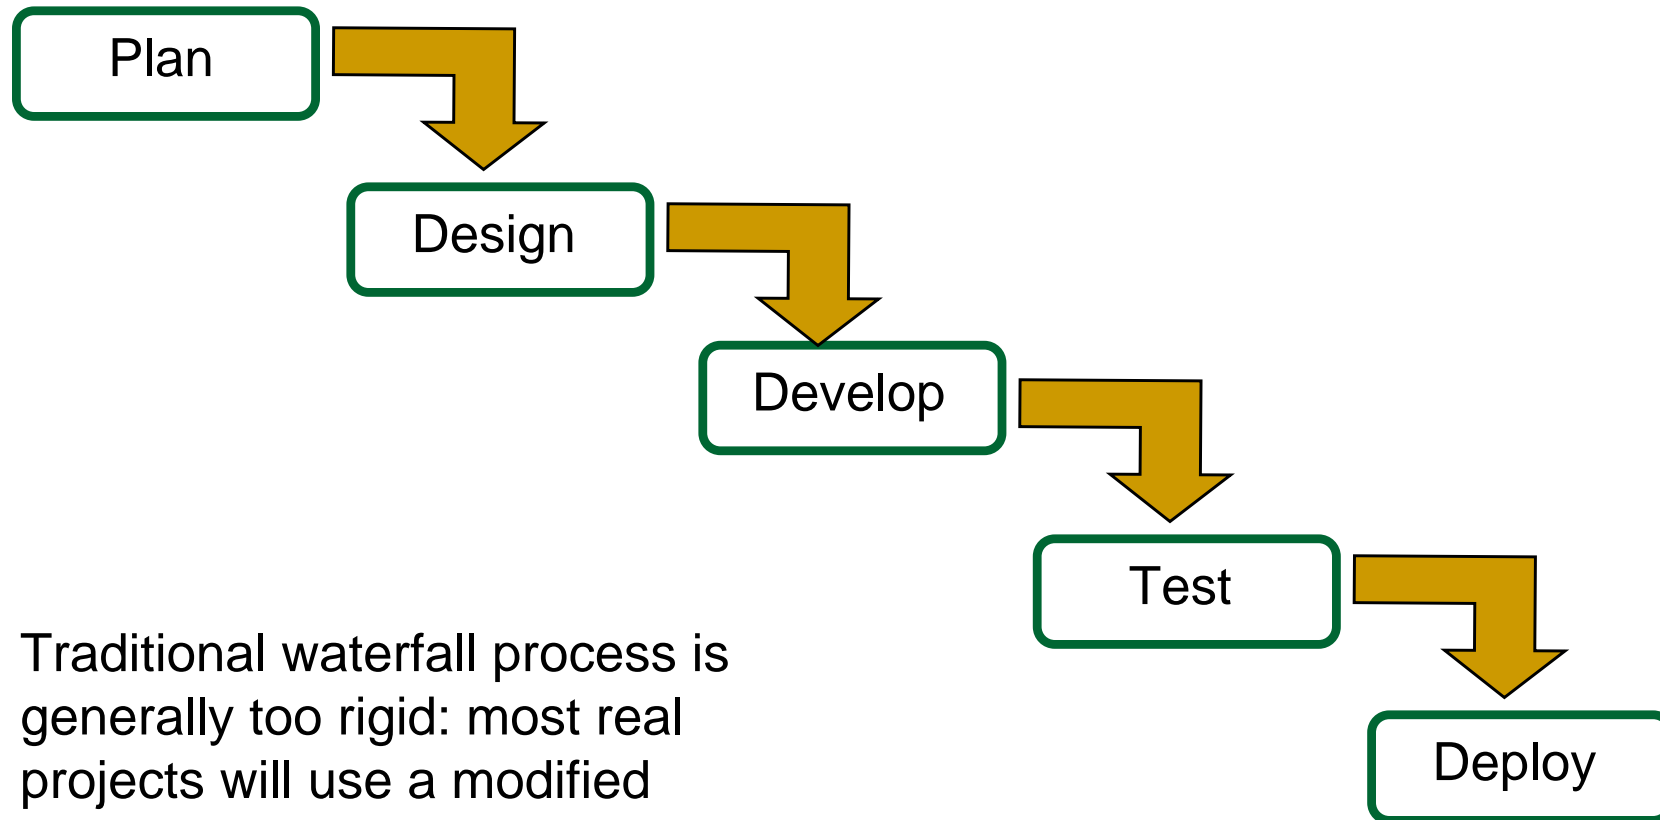 Plan
Design
Develop
Test
Deploy
Traditional waterfall process is
generally too rigid: most real
projects will use a modified